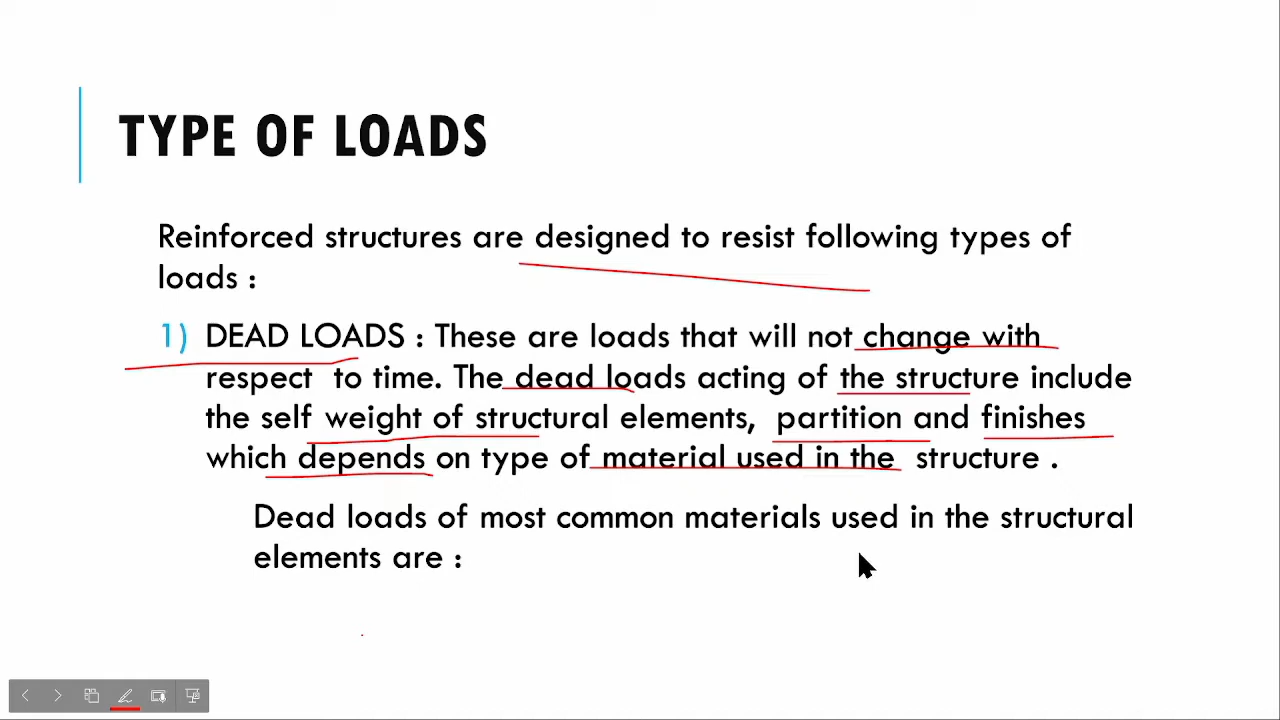 TYPE OF LOADS
Reinforced structures are designed to resist following types of
loads :
1) DEAD LOADS : These are loads that will not change with
respect to time. The dead loads acting of the structure include
the self weight of structural elements, partition and finishes
which depends on type of material used in the structure .
Dead loads of most common materials used in the structural
elements are :